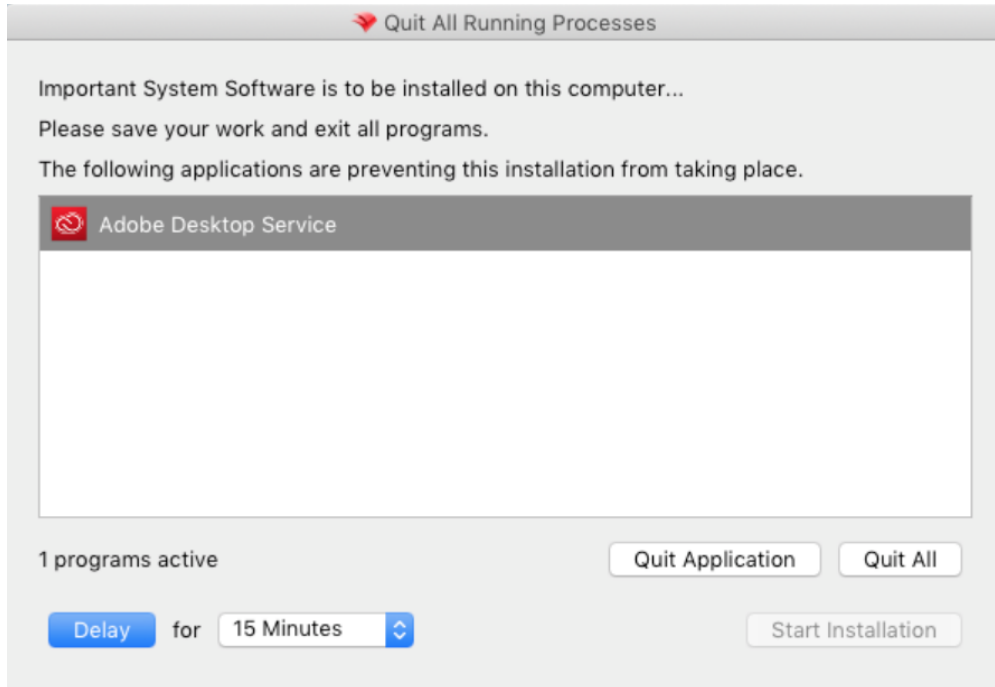 Quit All Running Processes
Important System Software is to be installed on this computer...
Please save your work and exit all programs.
The following applications are preventing this installation from taking place.
Adobe Desktop Service
1 programs active
Quit Application
Quit All
Delay for 15 Minutes
Start Installation